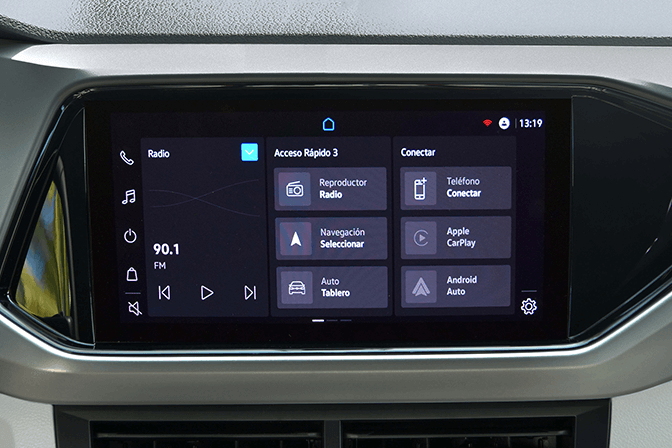 13:19
Radio
90.1
FM
Acceso Rápido 3
Reproductor
Radio
Navegación
Seleccionar
Auto
Tablero
Conectar
Teléfono
Conectar
Apple
CarPlay
Android
Auto